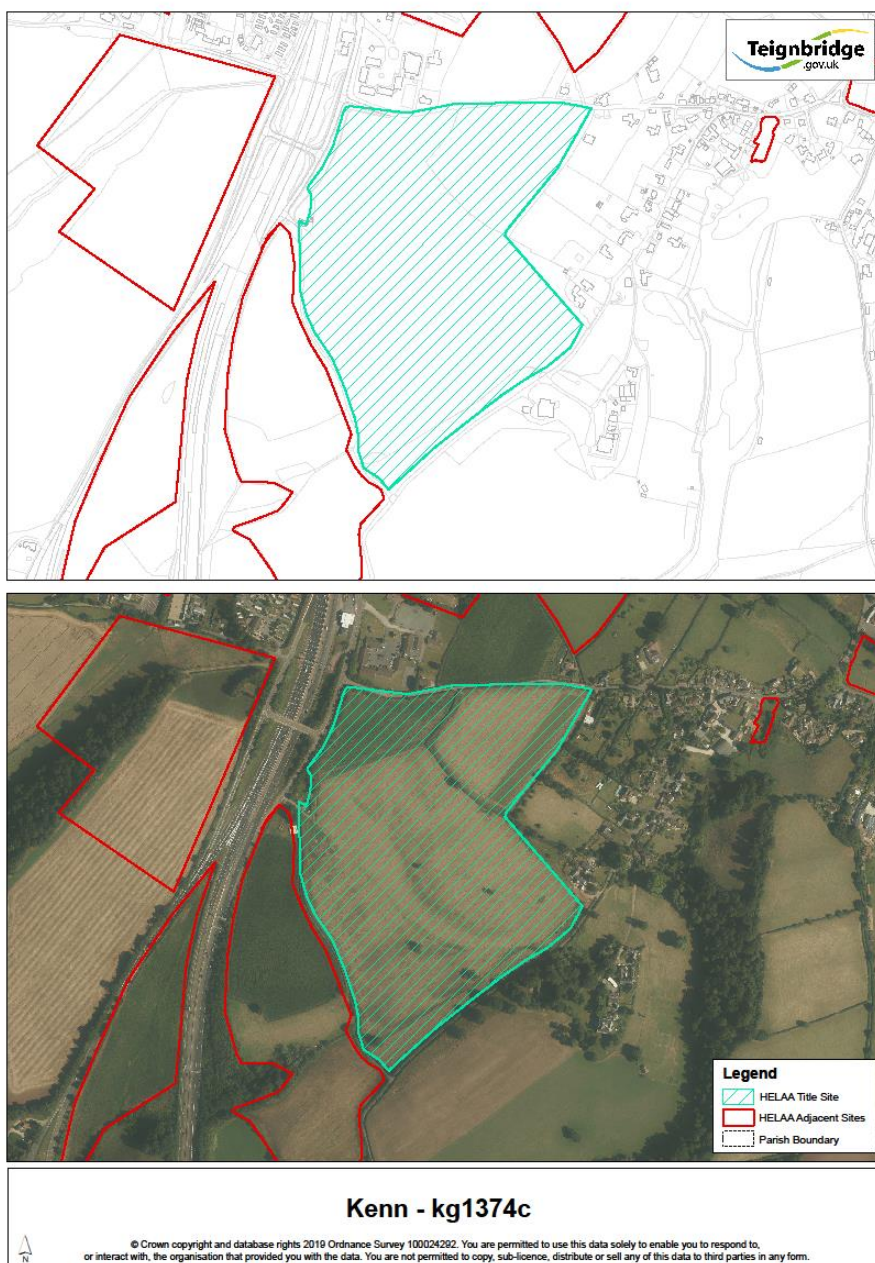 Teignbridge
.gov.uk
Legend
HELAA Title Site
HELAA Adjacent Sites
Parish Boundary
Kenn - kg1374c
N
© Crown copyright and database rights 2019 Ordnance Survey 100024292. You are permitted to use this data solely to enable you to respond to,
or interact with, the organisation that provided you with the data. You are not permitted to copy, sub-licence, distribute or sell any of this data to third parties in any form.